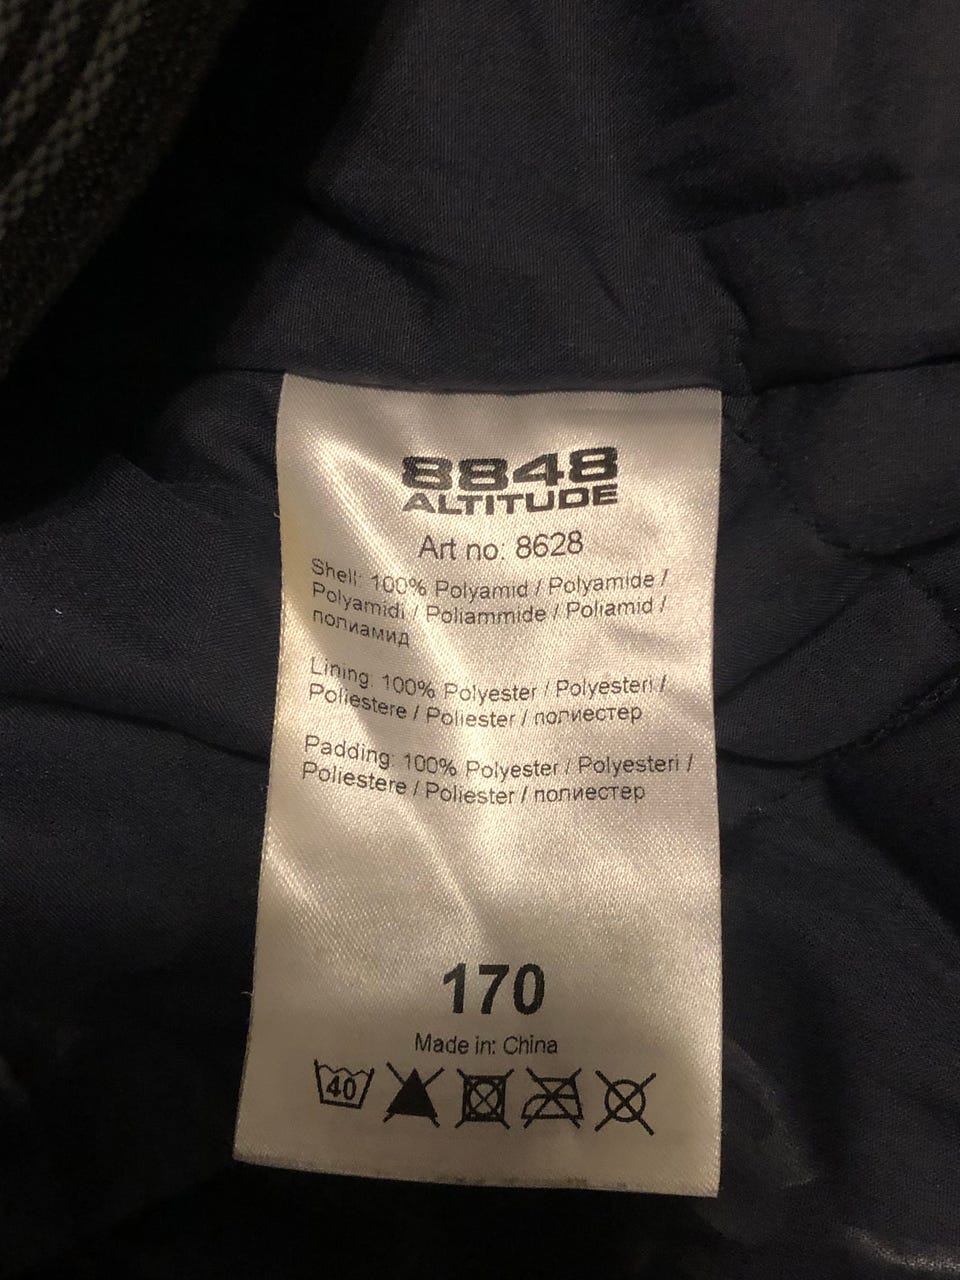 8848
ALTITUDE
Art no: 8628
Shell: 100% Polyamid / Polyamide /
Polyamidi / Poliammide / Poliamid /
полиамид
Lining: 100% Polyester / Polyesteri /
Poliestere / Poliester / полиестер
Padding: 100% Polyester / Polyesteri /
Poliestere / Poliester / полиестер
170
Made in: China
40